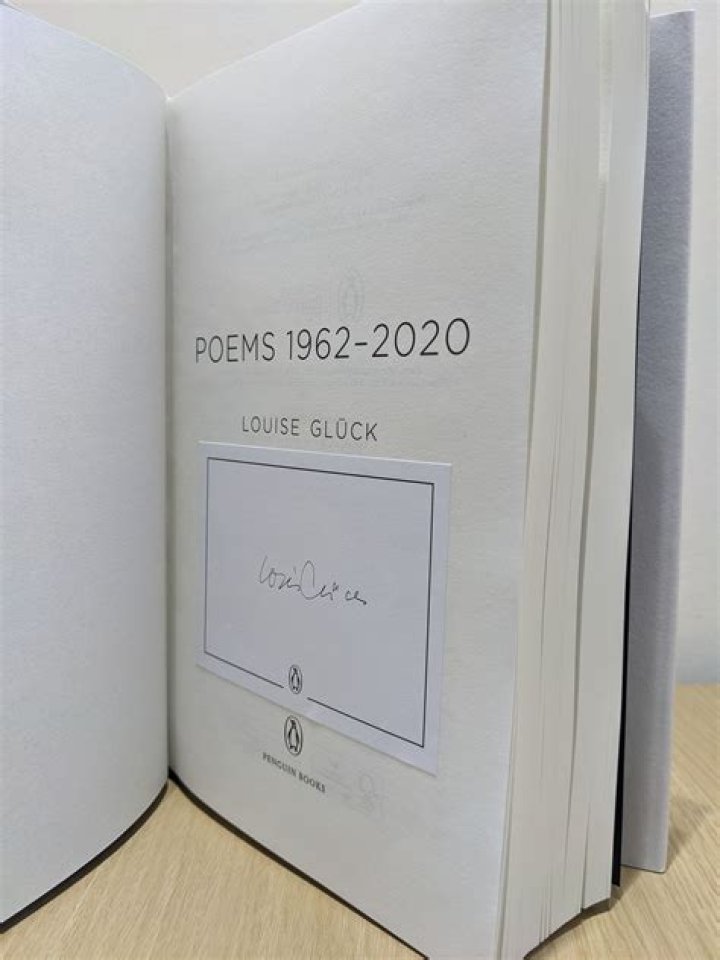 POEMS 1962–2020
LOUISE GLÜCK
PENGUIN BOOKS